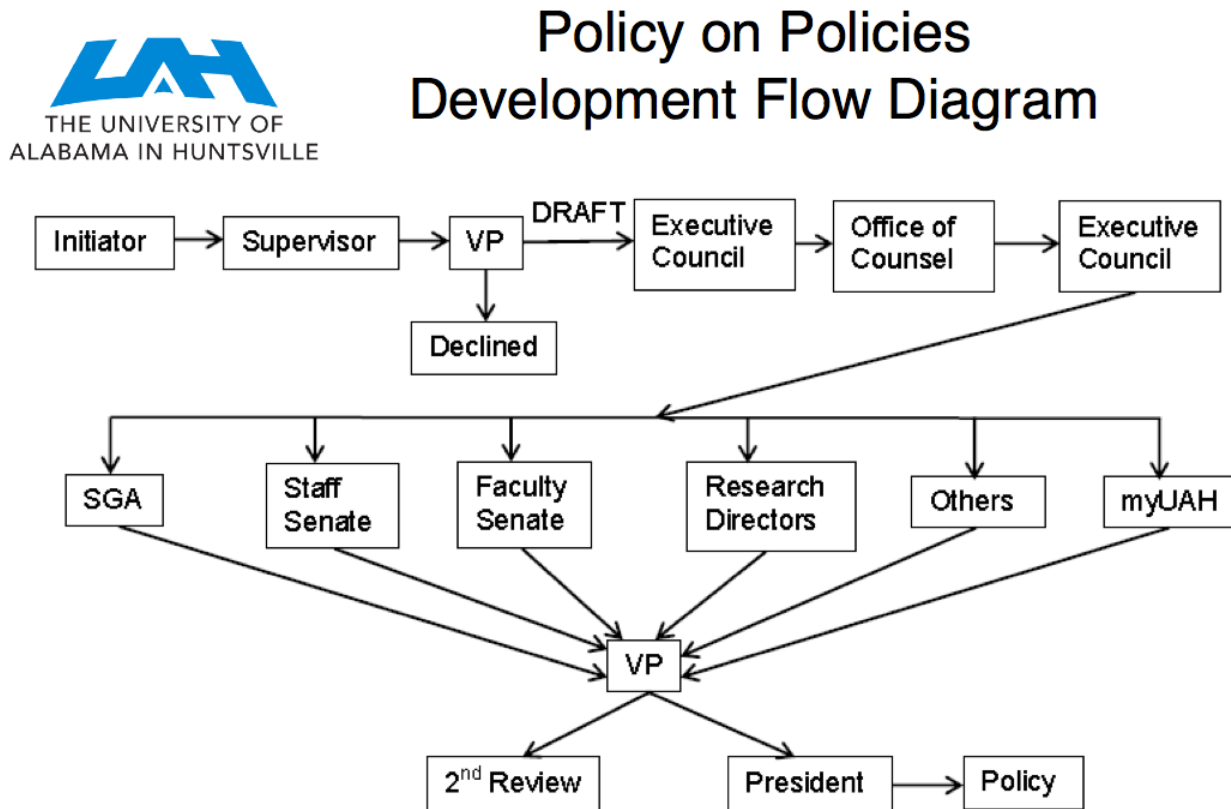 Policy on Policies
Development Flow Diagram
UAH
THE UNIVERSITY OF
ALABAMA IN HUNTSVILLE
Initiator
Supervisor
VP
DRAFT
Executive
Council
Office of
Counsel
Executive
Council
Declined
SGA
Staff
Senate
Faculty
Senate
Research
Directors
Others
myUAH
VP
2nd Review
President
Policy